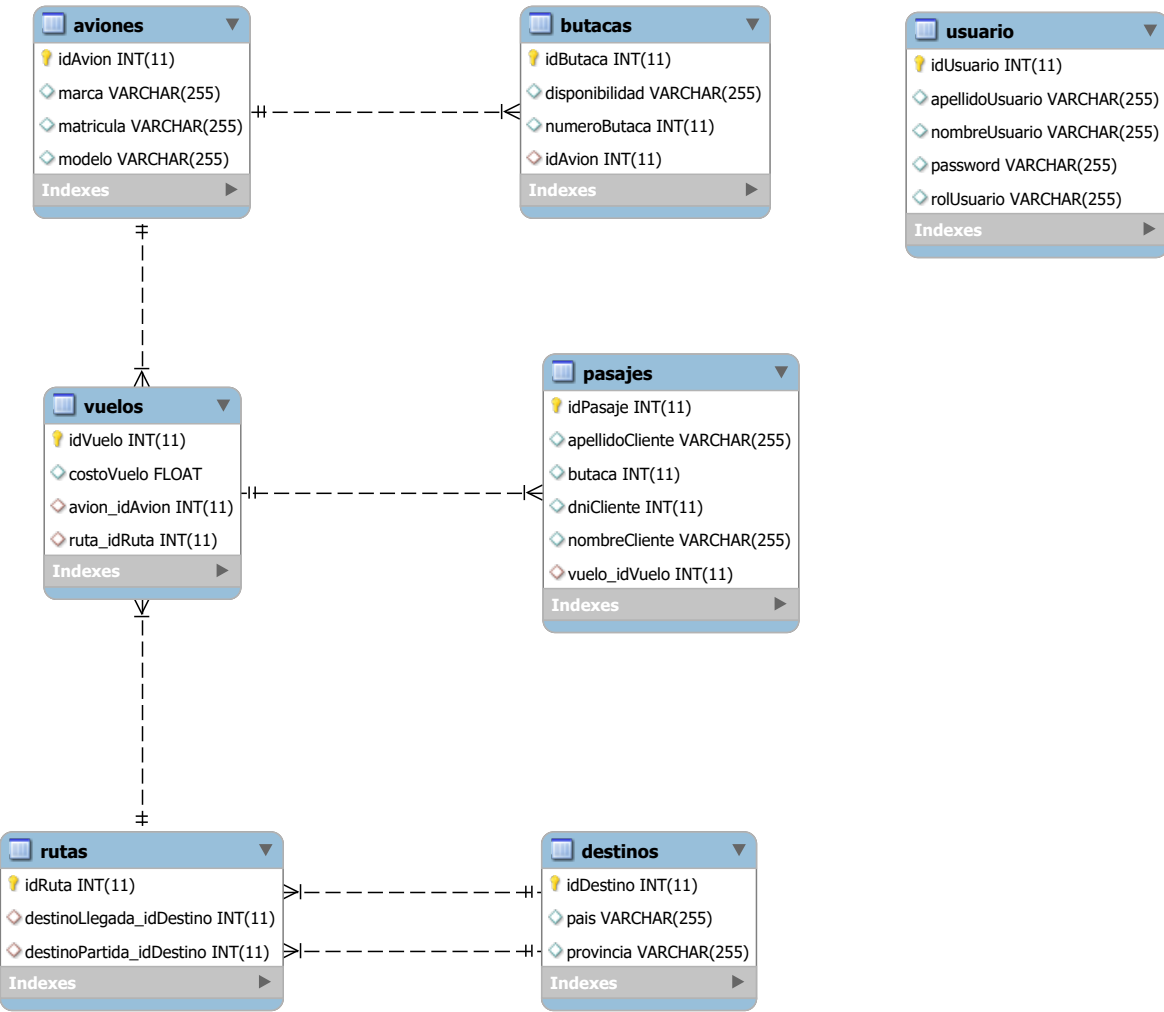 aviones
idAvion INT(11)
marca VARCHAR(255)
matricula VARCHAR(255)
modelo VARCHAR(255)
Indexes
butacas
idButaca INT(11)
disponibilidad VARCHAR(255)
numeroButaca INT(11)
idAvion INT(11)
Indexes
usuario
idUsuario INT(11)
apellidoUsuario VARCHAR(255)
nombreUsuario VARCHAR(255)
password VARCHAR(255)
rolUsuario VARCHAR(255)
Indexes
vuelos
idVuelo INT(11)
costoVuelo FLOAT
avion_idAvion INT(11)
ruta_idRuta INT(11)
Indexes
pasajes
idPasaje INT(11)
apellidoCliente VARCHAR(255)
butaca INT(11)
dniCliente INT(11)
nombreCliente VARCHAR(255)
vuelo_idVuelo INT(11)
Indexes
rutas
idRuta INT(11)
destinoLlegada_idDestino INT(11)
destinoPartida_idDestino INT(11)
Indexes
destinos
idDestino INT(11)
pais VARCHAR(255)
provincia VARCHAR(255)
Indexes